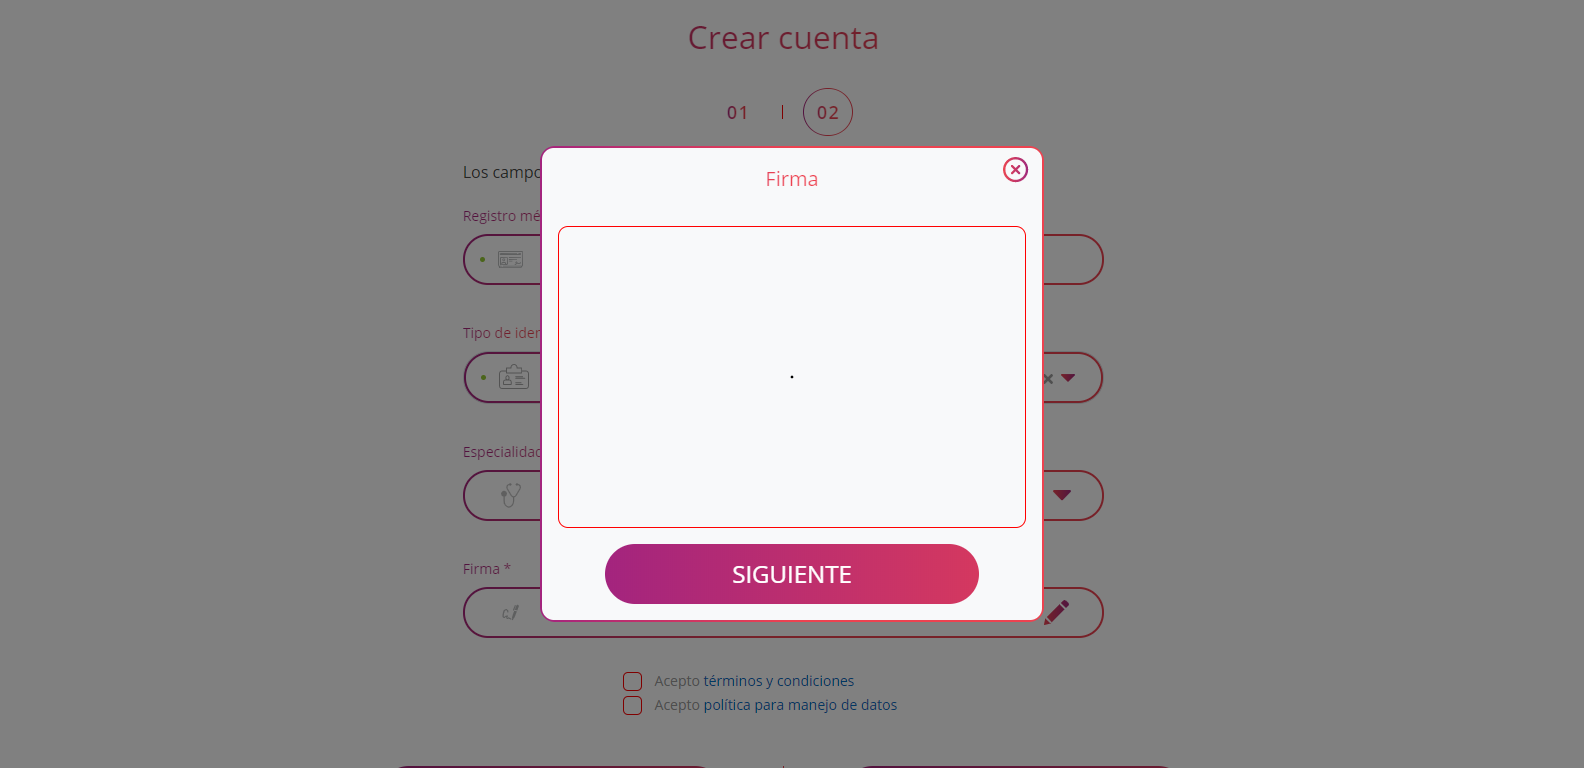 Crear cuenta
01 | 02
Los campo
Firma
Registro mé
Tipo de iden
Especialidad
SIGUIENTE
Firma *
Acepto términos y condiciones
Acepto política para manejo de datos